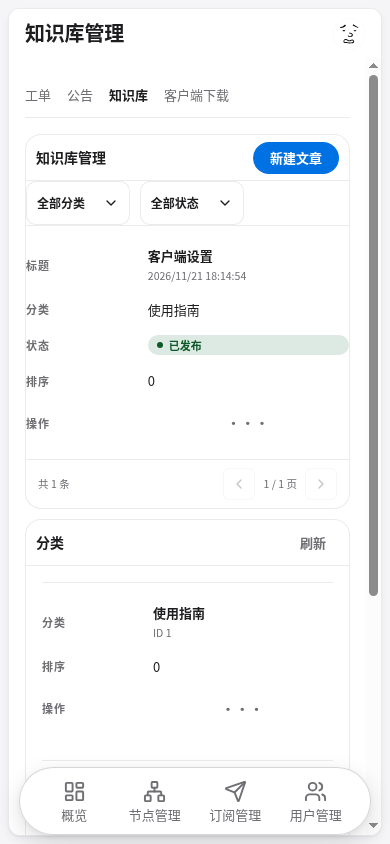 知识库管理
工单 公告 知识库 客户端下载
知识库管理 新建文章
全部分类 全部状态
标题 客户端设置
2026/11/21 18:14:54
分类 使用指南
状态 已发布
排序 0
操作 ...
共 1 条 1 / 1 页
分类 刷新
分类 使用指南
ID 1
排序 0
操作 ...
概览 节点管理 订阅管理 用户管理